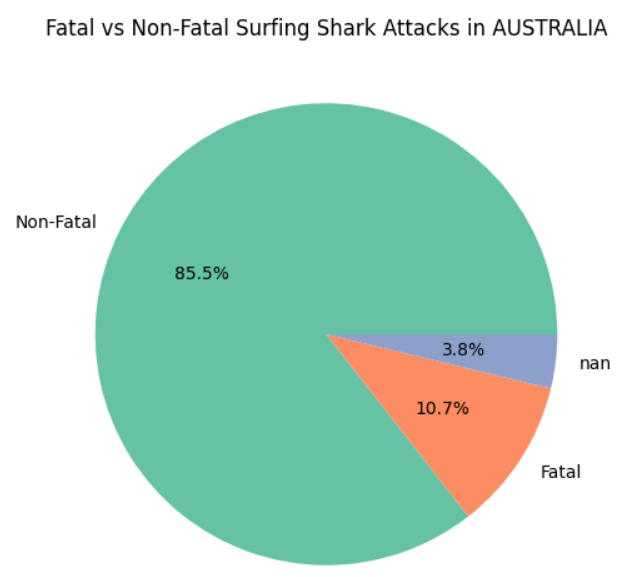 Fatal vs Non-Fatal Surfing Shark Attacks in AUSTRALIA
Non-Fatal
85.5%
3.8%
nan
10.7%
Fatal